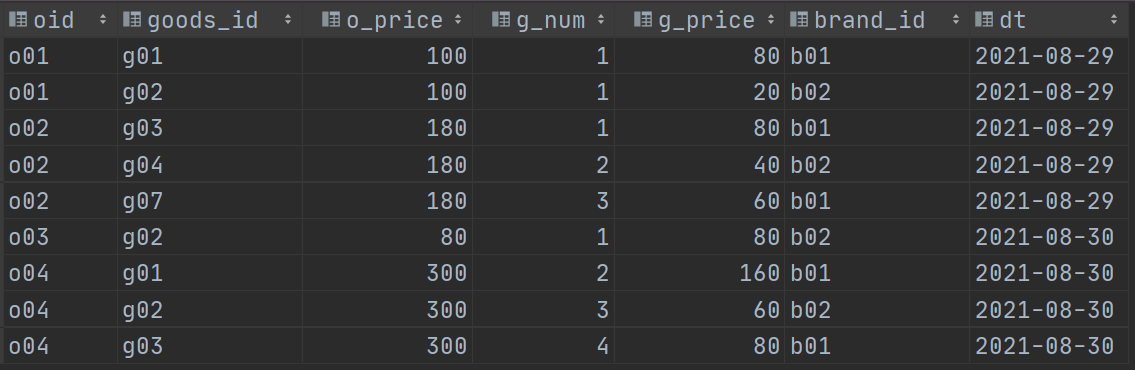 oid goods_id o_price g_num g_price brand_id dt
o01 g01 100 1 80 b01 2021-08-29
o01 g02 100 1 20 b02 2021-08-29
o02 g03 180 1 80 b01 2021-08-29
o02 g04 180 2 40 b02 2021-08-29
o02 g07 180 3 60 b01 2021-08-29
o03 g02 80 1 80 b02 2021-08-30
o04 g01 300 2 160 b01 2021-08-30
o04 g02 300 3 60 b02 2021-08-30
o04 g03 300 4 80 b01 2021-08-30